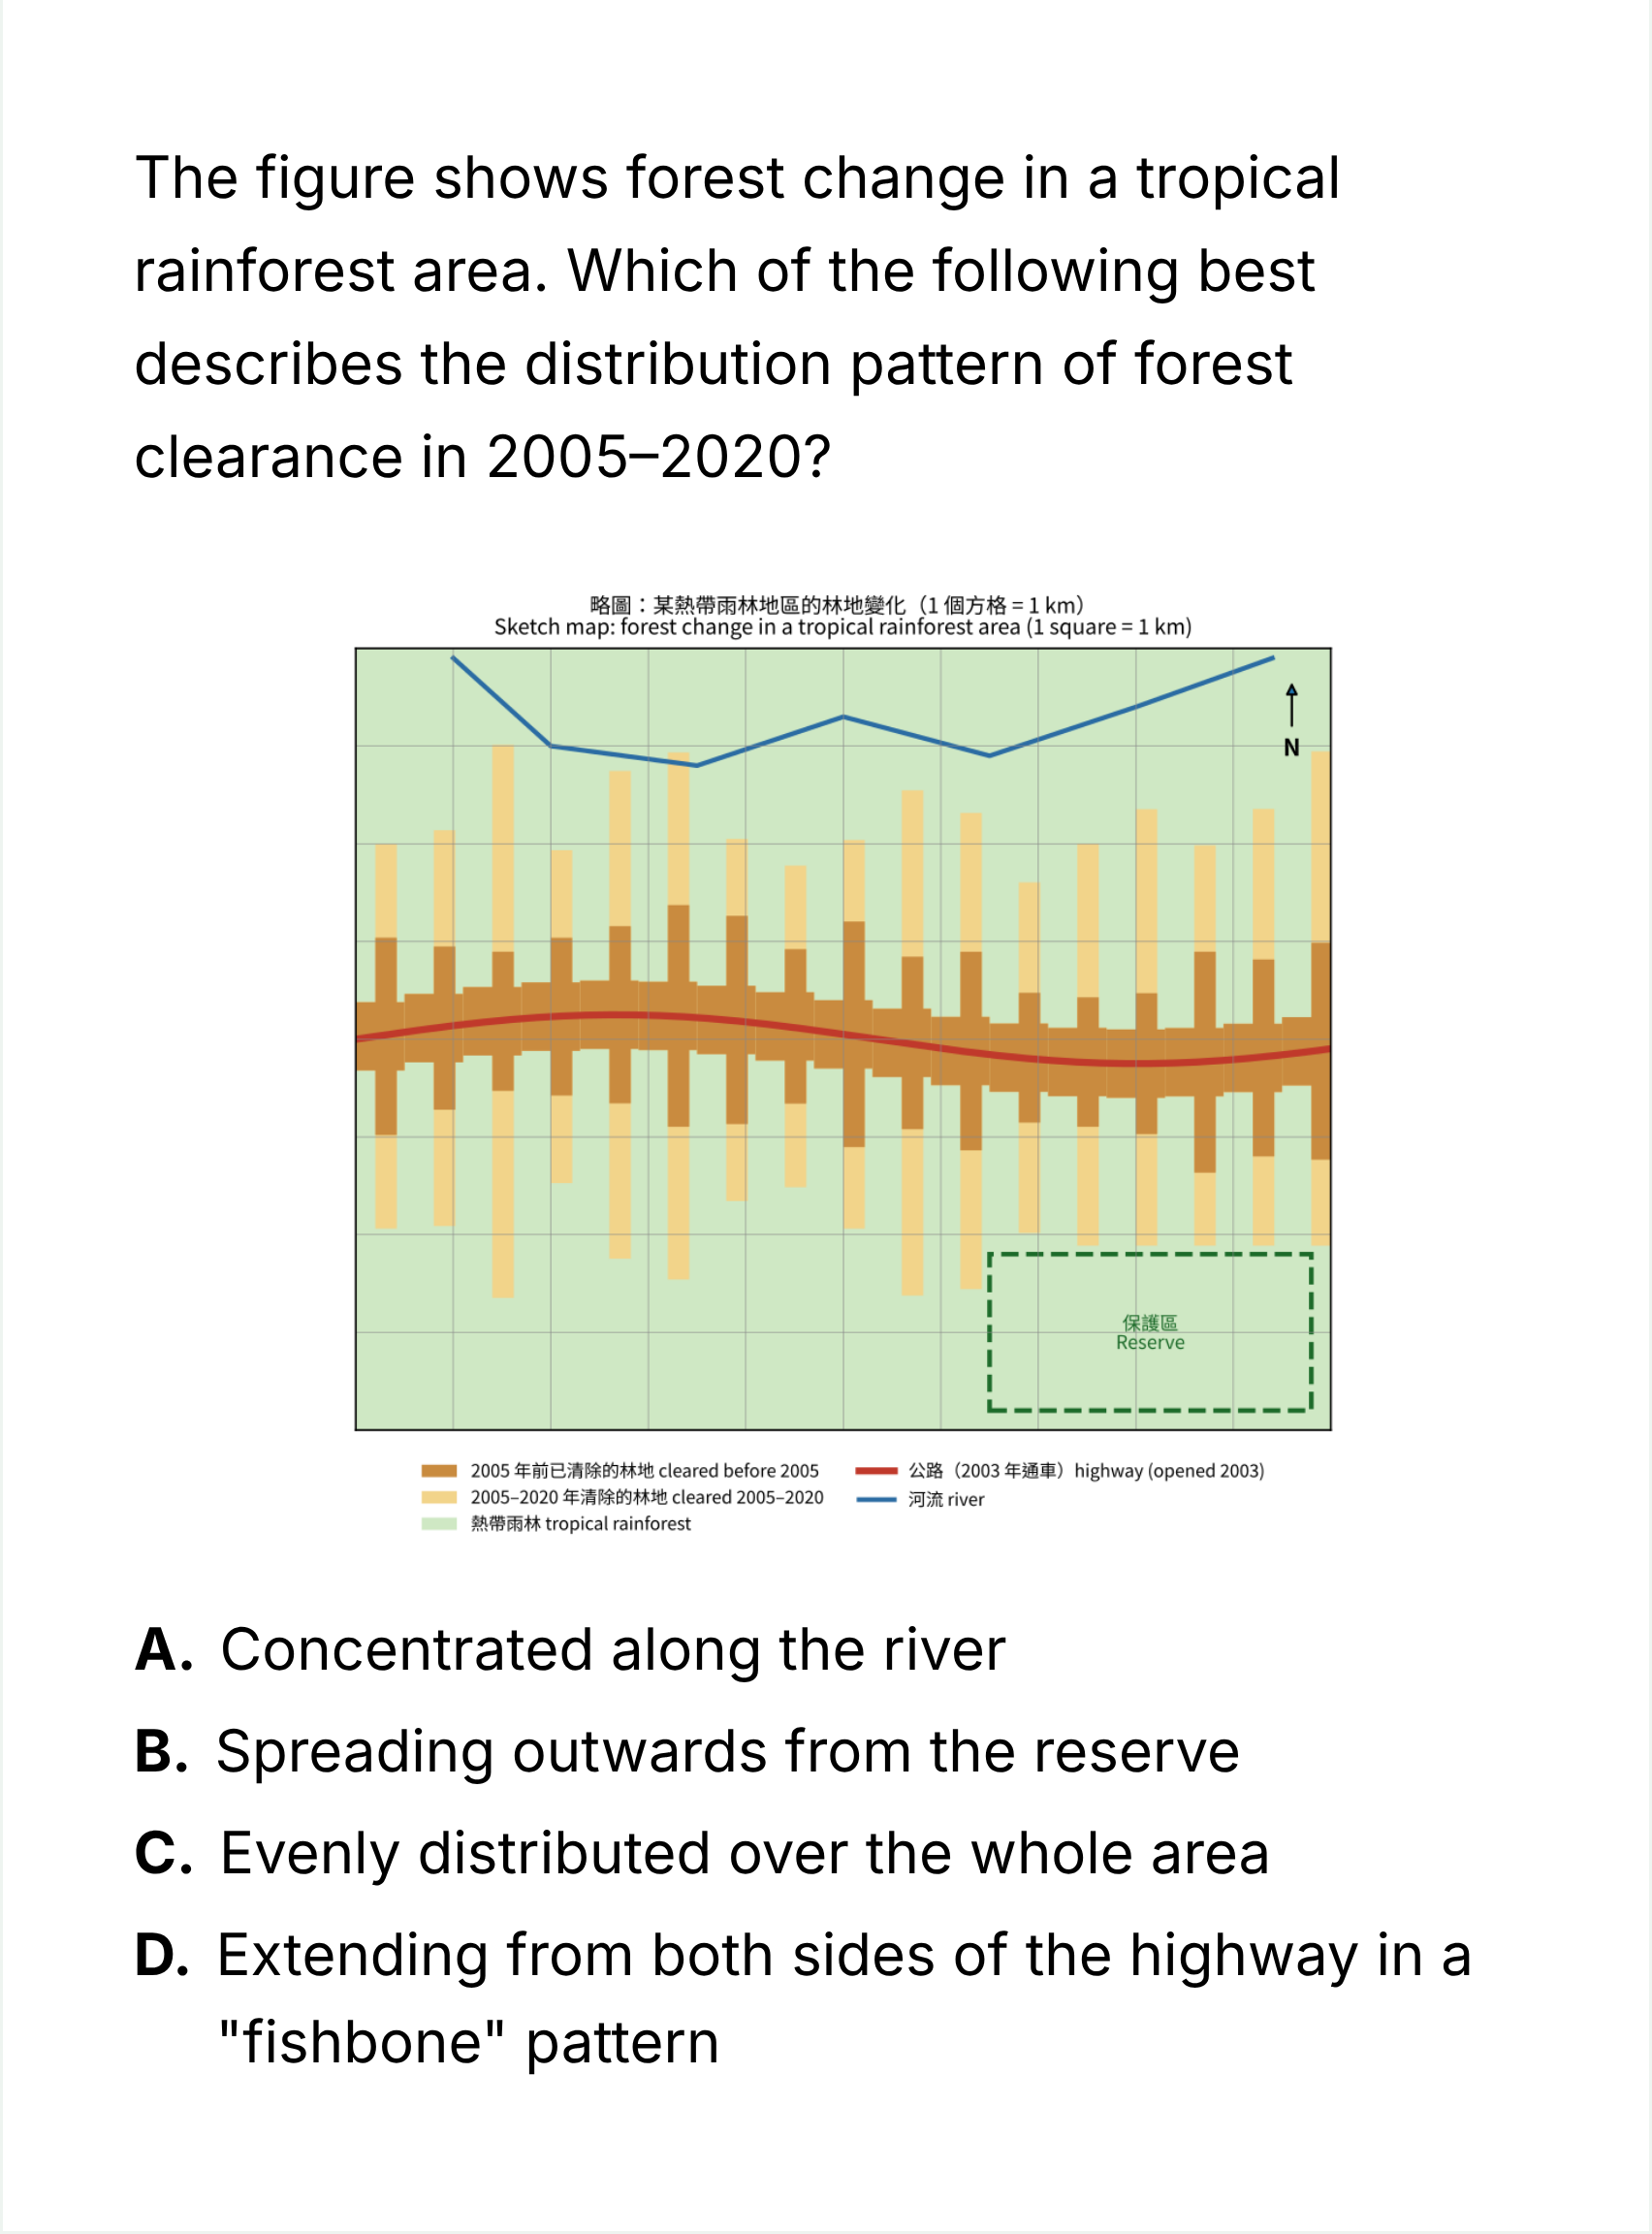 The figure shows forest change in a tropical
rainforest area. Which of the following best
describes the distribution pattern of forest
clearance in 2005–2020?
略圖：某熱帶雨林地區的林地變化（1 個方格 = 1 km）
Sketch map: forest change in a tropical rainforest area (1 square = 1 km)
N
保護區
Reserve
2005 年前已清除的林地 cleared before 2005
2005–2020 年清除的林地 cleared 2005–2020
熱帶雨林 tropical rainforest
公路（2003 年通車）highway (opened 2003)
河流 river
A. Concentrated along the river
B. Spreading outwards from the reserve
C. Evenly distributed over the whole area
D. Extending from both sides of the highway in a
"fishbone" pattern